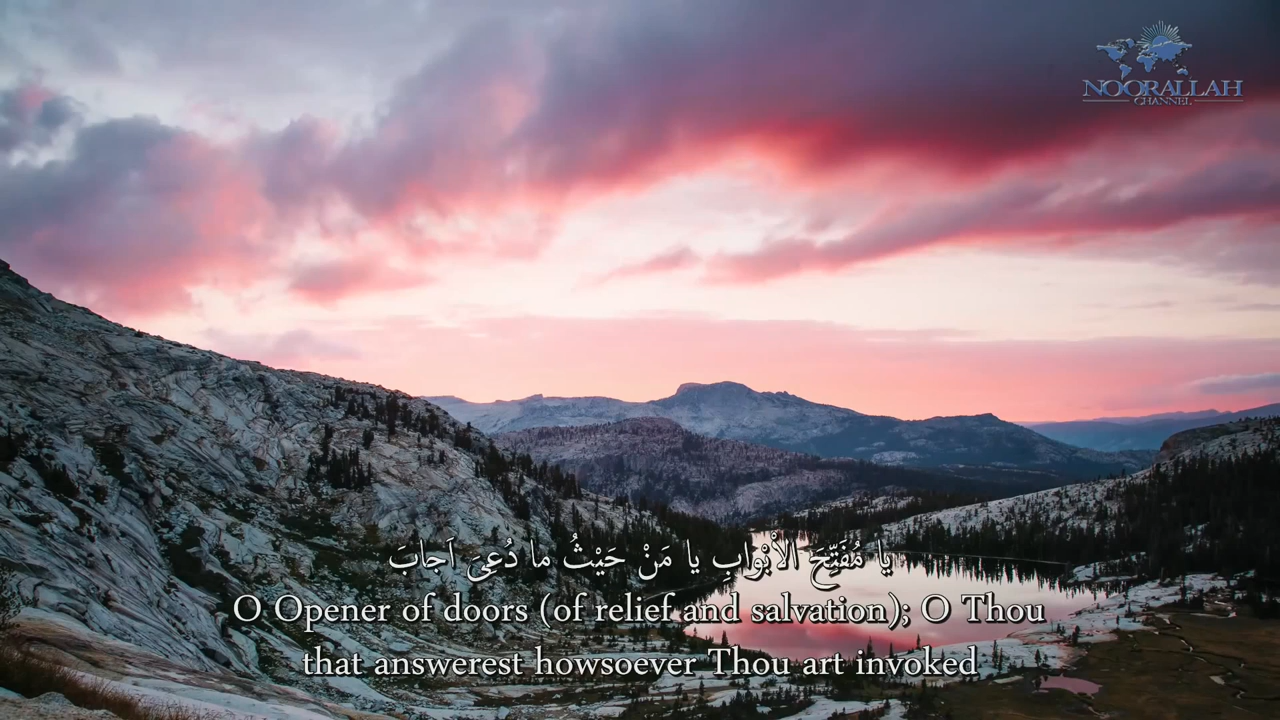 NOORALLAH
CHANNEL
يا مُفَتِّحَ الاْبْوابِ يا مَنْ حَيْثُ ما دُعِىَ اَجابَ
O Opener of doors (of relief and salvation); O Thou
that answerest howsoever Thou art invoked